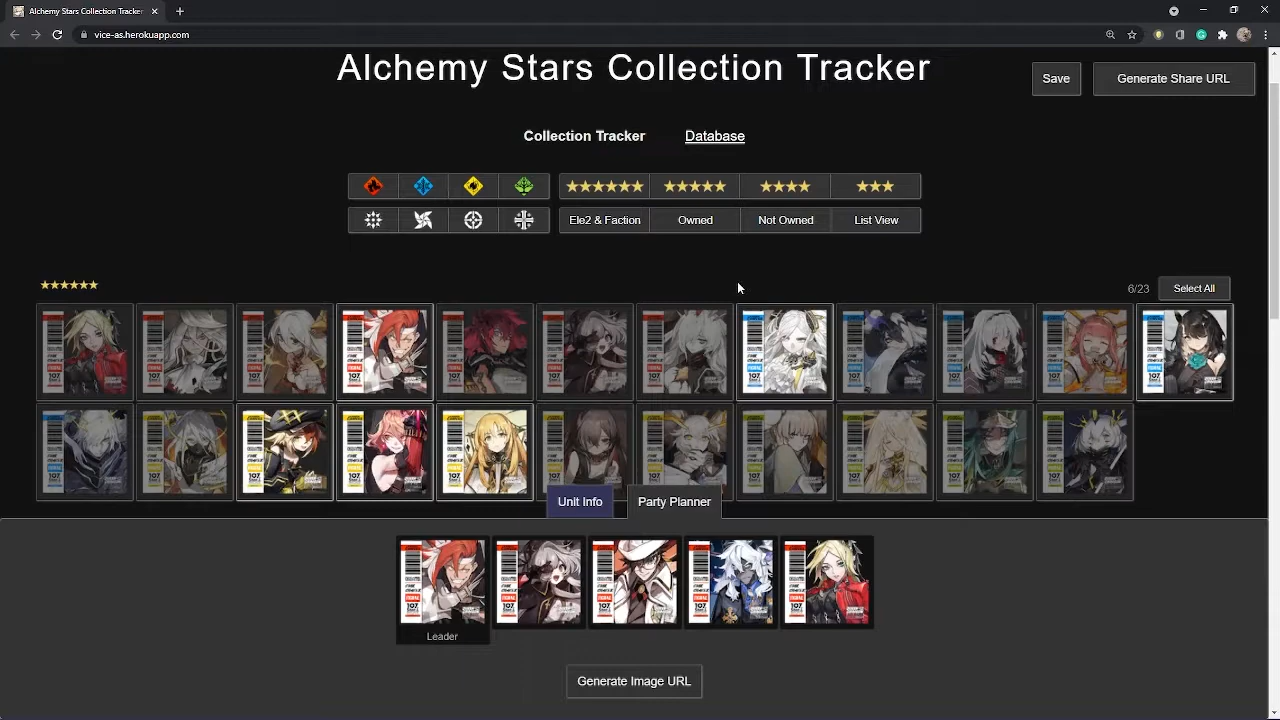 Alchemy Stars Collection Tracker
vice-as.herokuapp.com
Alchemy Stars Collection Tracker
Save
Generate Share URL
Collection Tracker
Database
Ele2 & Faction
Owned
Not Owned
List View
6/23
Select All
Unit Info
Party Planner
Leader
Generate Image URL